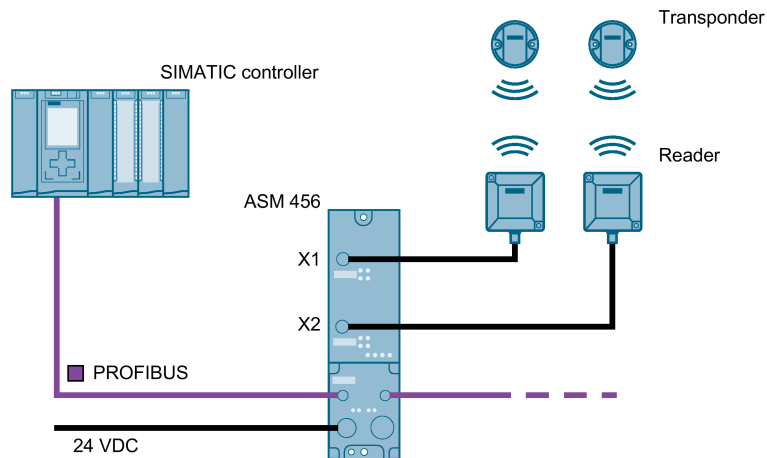 Transponder
SIMATIC controller
Reader
ASM 456
X1
X2
PROFIBUS
24 VDC